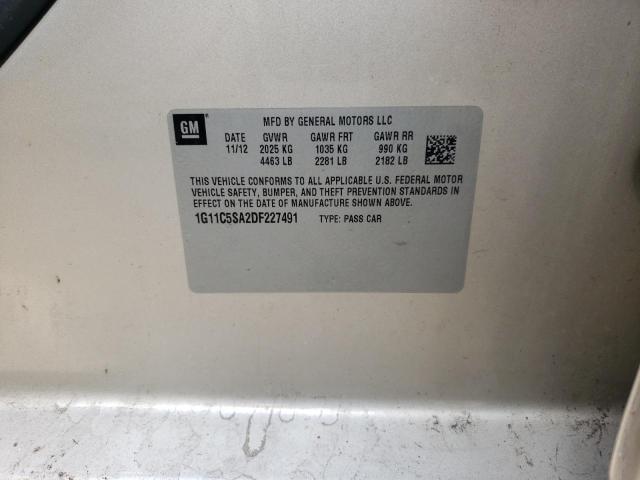 GM
MFD BY GENERAL MOTORS LLC
DATE GVWR GAWR FRT GAWR RR
11/12 2025 KG 1035 KG 990 KG
4463 LB 2281 LB 2182 LB
THIS VEHICLE CONFORMS TO ALL APPLICABLE U.S. FEDERAL MOTOR
VEHICLE SAFETY, BUMPER, AND THEFT PREVENTION STANDARDS IN
EFFECT ON THE DATE OF MANUFACTURE SHOWN ABOVE.
1G11C5SA2DF227491 TYPE: PASS CAR